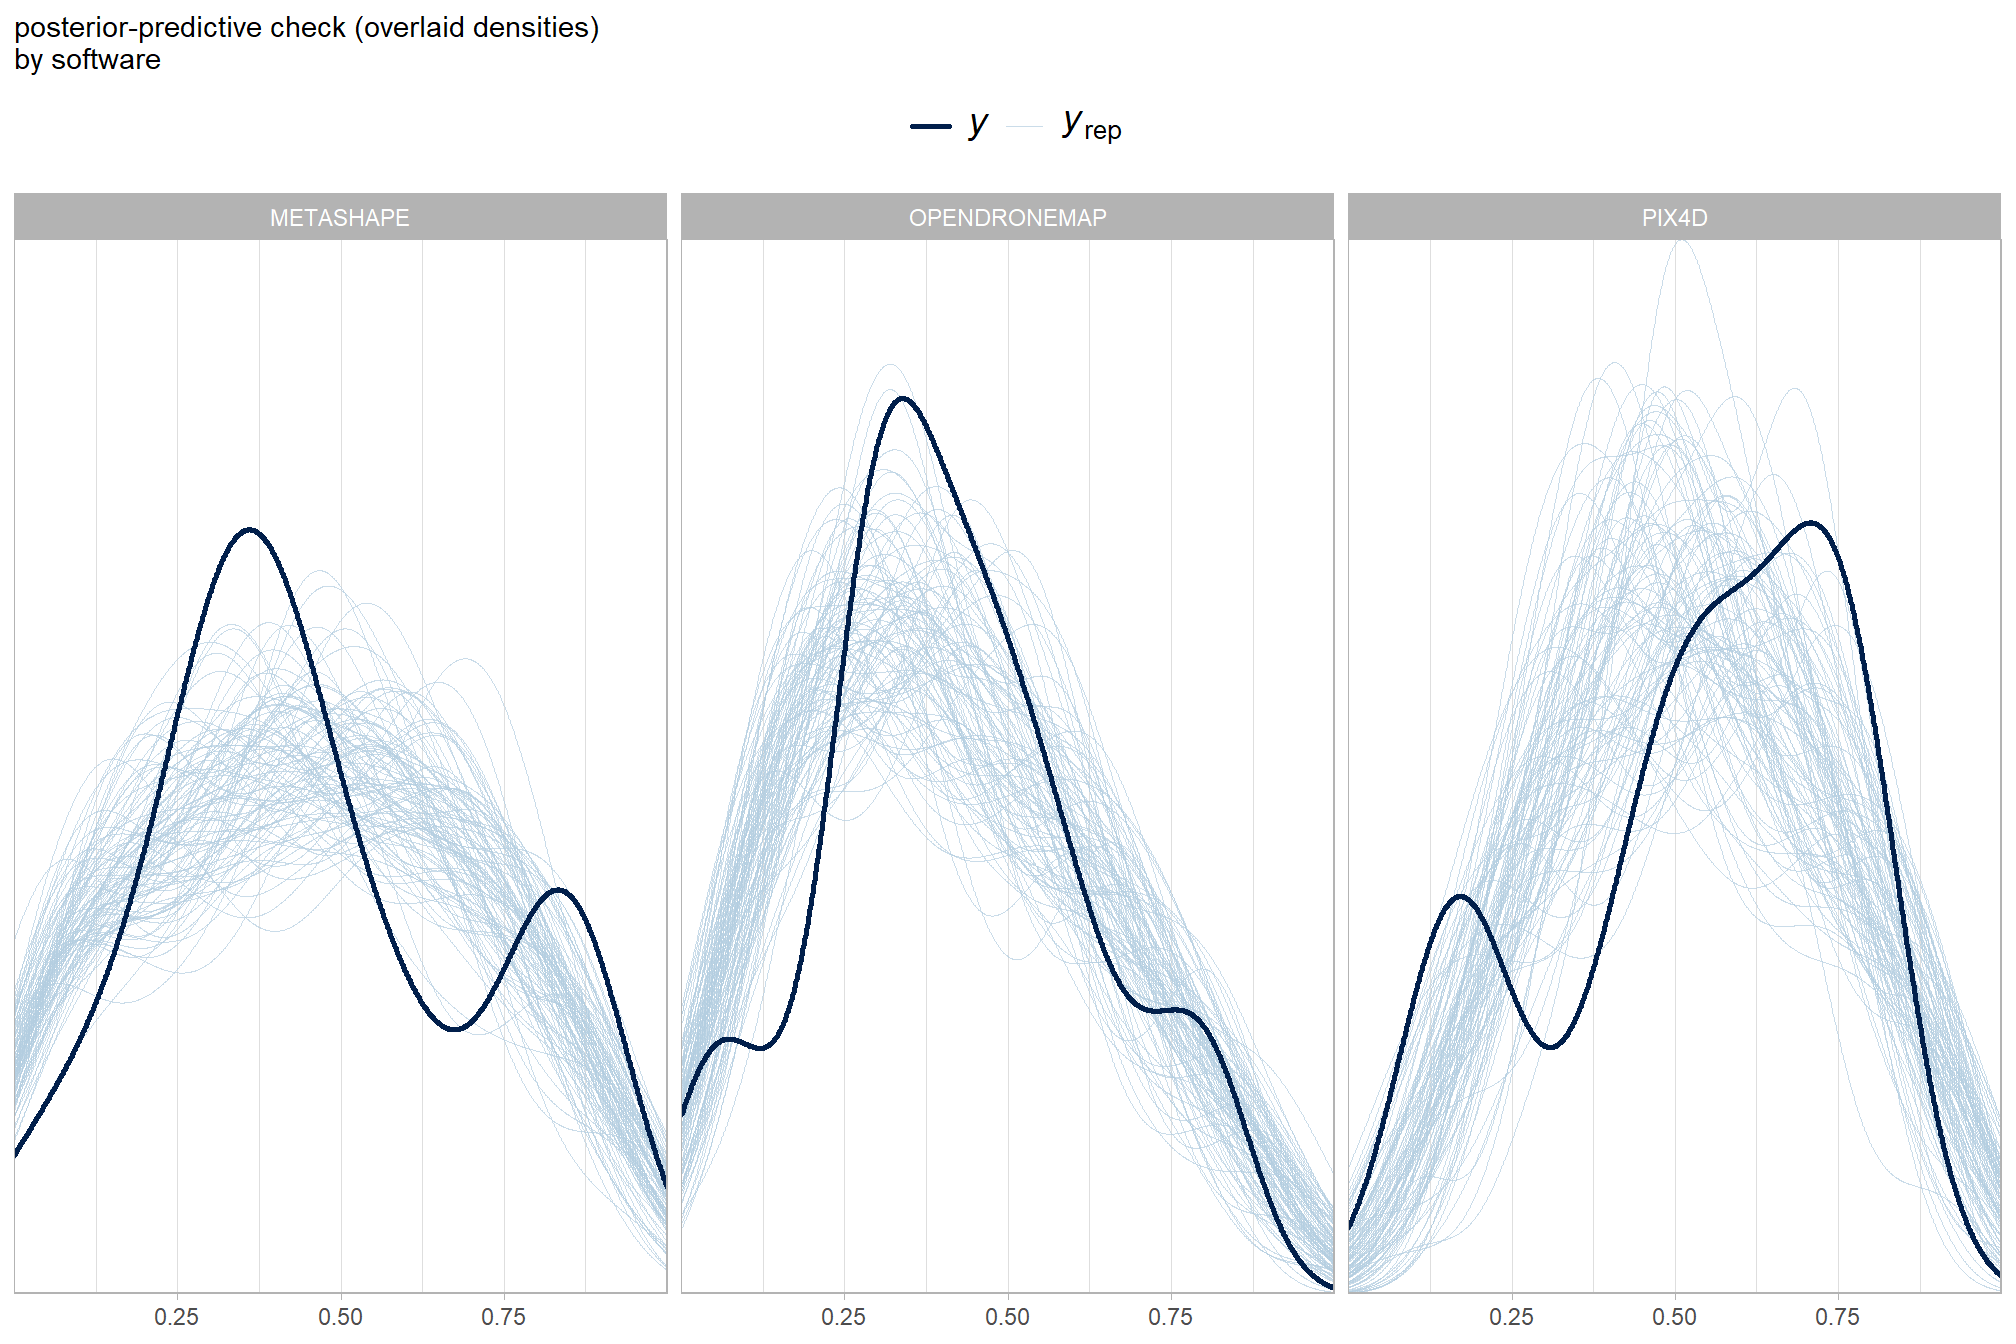 posterior-predictive check (overlaid densities)
by software
y y rep
METASHAPE OPENDRONEMAP PIX4D
0.25 0.50 0.75 0.25 0.50 0.75 0.25 0.50 0.75